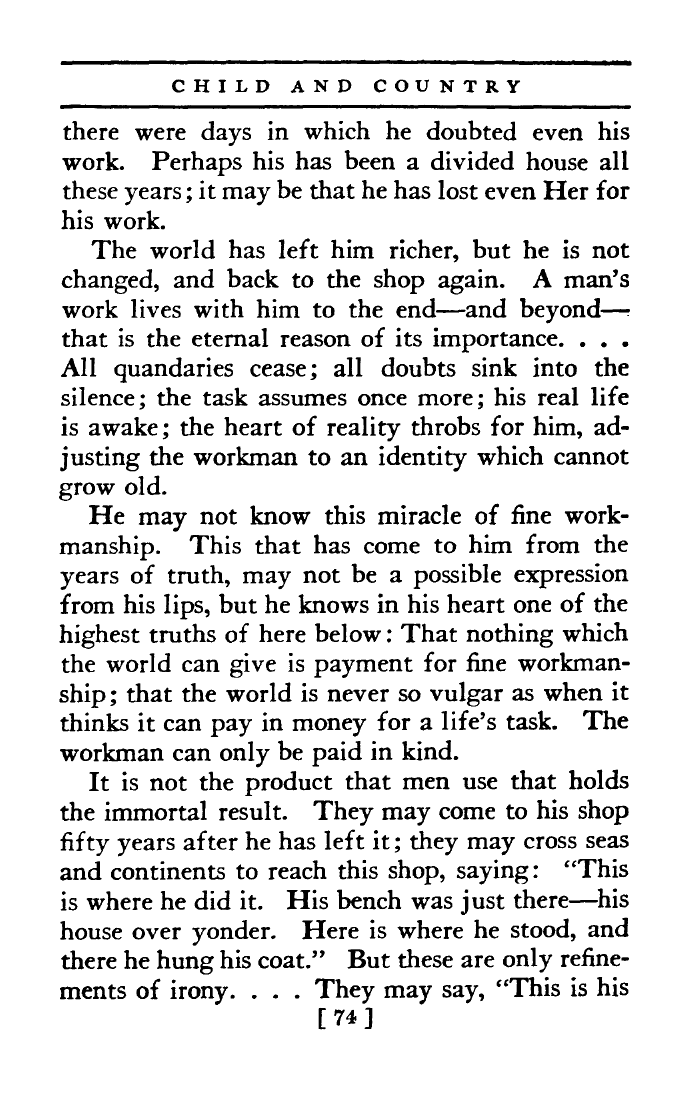 CHILD AND COUNTRY
there were days in which he doubted even his
work. Perhaps his has been a divided house all
these years; it may be that he has lost even Her for
his work.
The world has left him richer, but he is not
changed, and back to the shop again. A man's
work lives with him to the end—and beyond—
that is the eternal reason of its importance. . . .
All quandaries cease; all doubts sink into the
silence; the task assumes once more; his real life
is awake; the heart of reality throbs for him, ad-
justing the workman to an identity which cannot
grow old.
He may not know this miracle of fine work-
manship. This that has come to him from the
years of truth, may not be a possible expression
from his lips, but he knows in his heart one of the
highest truths of here below: That nothing which
the world can give is payment for fine workman-
ship; that the world is never so vulgar as when it
thinks it can pay in money for a life's task. The
workman can only be paid in kind.
It is not the product that men use that holds
the immortal result. They may come to his shop
fifty years after he has left it; they may cross seas
and continents to reach this shop, saying: "This
is where he did it. His bench was just there—his
house over yonder. Here is where he stood, and
there he hung his coat." But these are only refine-
ments of irony. . . . They may say, "This is his
[ 74 ]